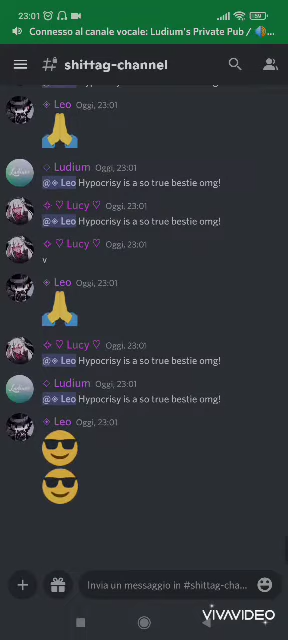 23:01
Connesso al canale vocale: Ludium's Private Pub /
shittag-channel
Leo Oggi, 23:01
Ludium Oggi, 23:01
@Leo Hypocrisy is a so true bestie omg!
Lucy Oggi, 23:01
@Leo Hypocrisy is a so true bestie omg!
Lucy Oggi, 23:01
v
Leo Oggi, 23:01
Lucy Oggi, 23:01
@Leo Hypocrisy is a so true bestie omg!
Ludium Oggi, 23:01
@Leo Hypocrisy is a so true bestie omg!
Leo Oggi, 23:01
Invia un messaggio in #shittag-cha...
VIVAVIDEO